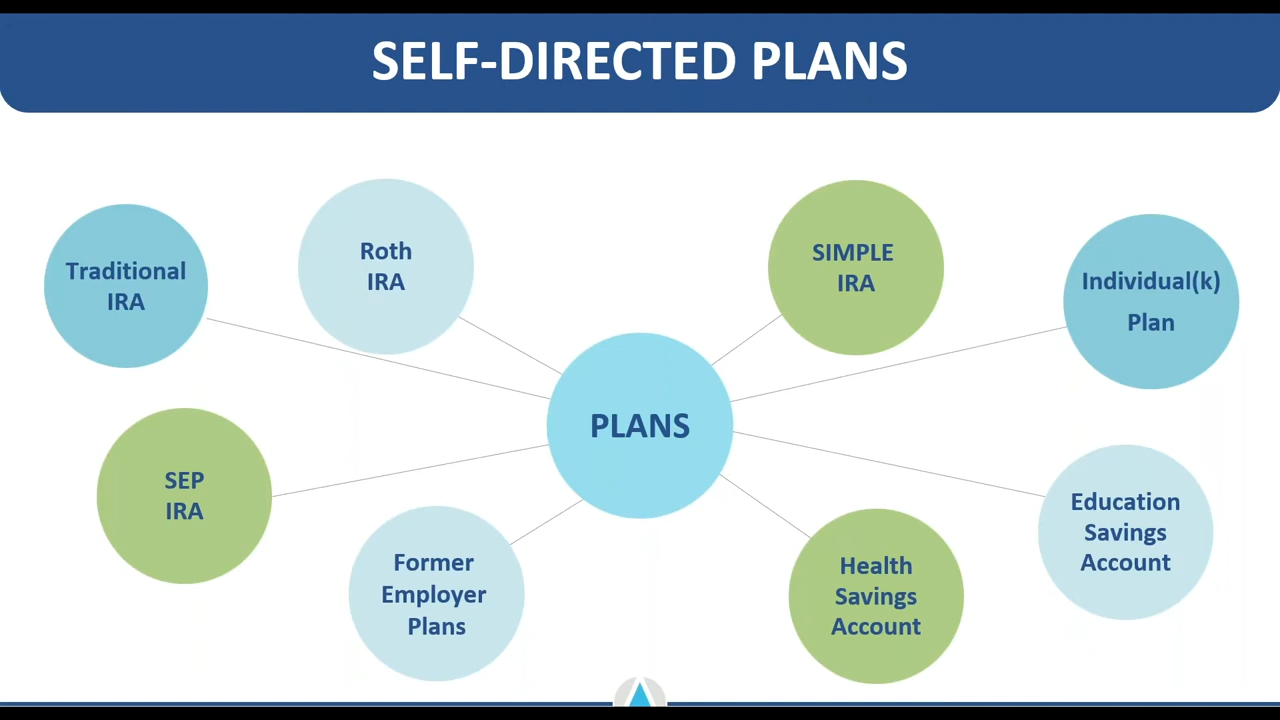 SELF-DIRECTED PLANS
Traditional
IRA
Roth
IRA
SIMPLE
IRA
Individual(k)
Plan
PLANS
SEP
IRA
Former
Employer
Plans
Health
Savings
Account
Education
Savings
Account